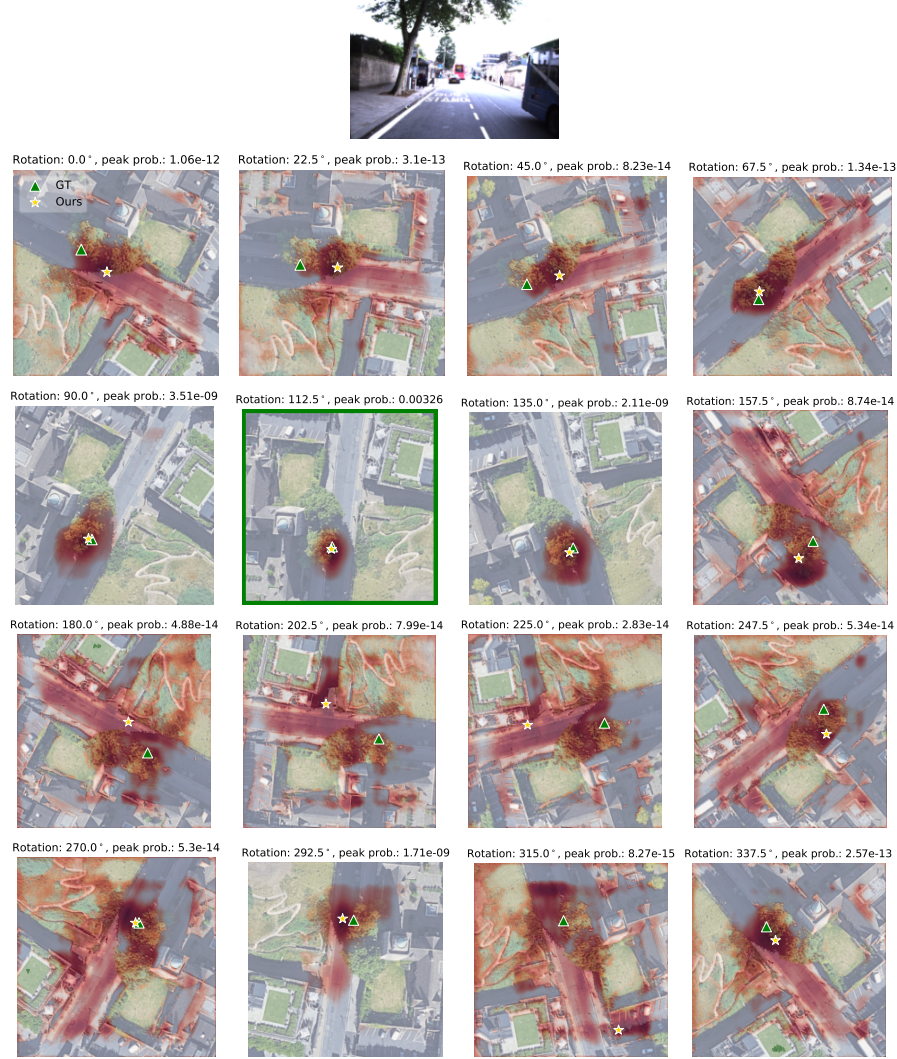 Rotation: 0.0°, peak prob.: 1.06e-12
Rotation: 22.5°, peak prob.: 3.1e-13
Rotation: 45.0°, peak prob.: 8.23e-14
Rotation: 67.5°, peak prob.: 1.34e-13
GT
Ours
Rotation: 90.0°, peak prob.: 3.51e-09
Rotation: 112.5°, peak prob.: 0.00326
Rotation: 135.0°, peak prob.: 2.11e-09
Rotation: 157.5°, peak prob.: 8.74e-14
Rotation: 180.0°, peak prob.: 4.88e-14
Rotation: 202.5°, peak prob.: 7.99e-14
Rotation: 225.0°, peak prob.: 2.83e-14
Rotation: 247.5°, peak prob.: 5.34e-14
Rotation: 270.0°, peak prob.: 5.3e-14
Rotation: 292.5°, peak prob.: 1.71e-09
Rotation: 315.0°, peak prob.: 8.27e-15
Rotation: 337.5°, peak prob.: 2.57e-13